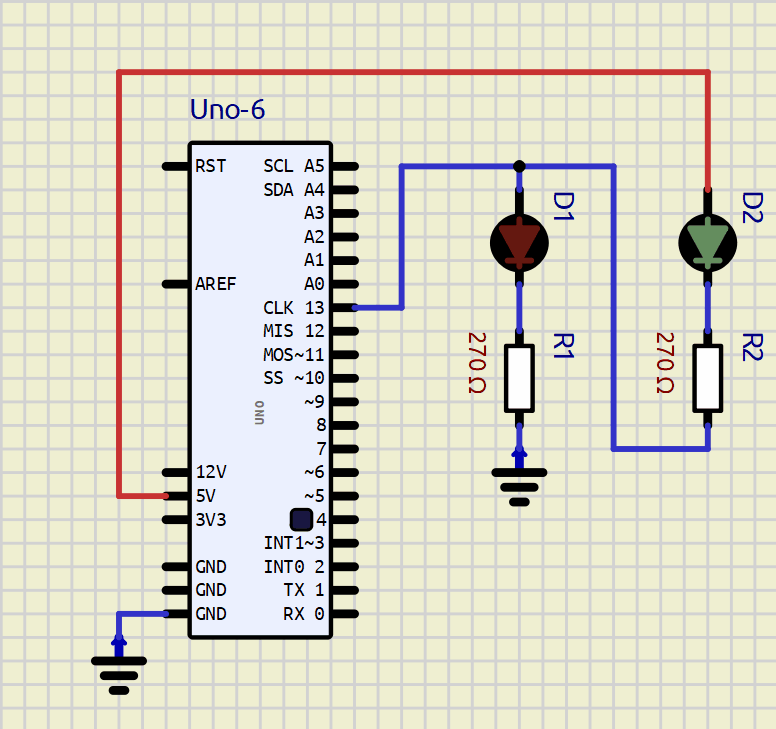 Uno-6
RST SCL A5
SDA A4
A3
A2
A1
AREF A0
CLK 13
MIS 12
MOS~11
SS ~10
~9
8
7
12V ~6
5V ~5
3V3 4
INT1~3
GND INT0 2
GND TX 1
GND RX 0
UNO
D1
270 Ω
R1
D2
270 Ω
R2